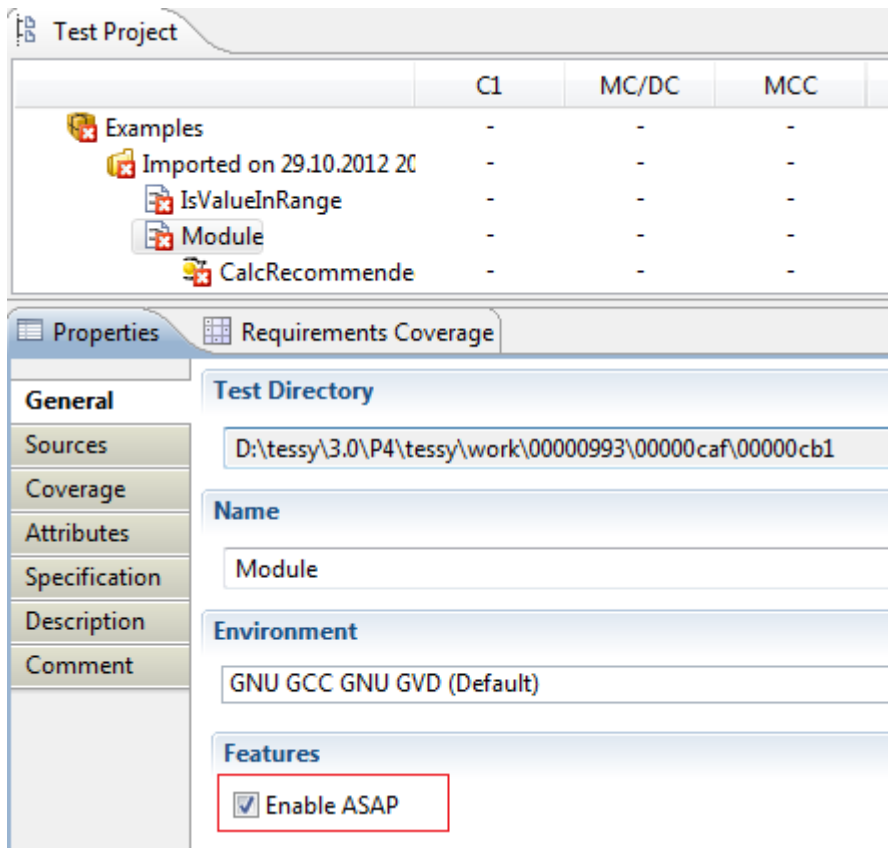 Test Project
C1 MC/DC MCC
Examples - - -
Imported on 29.10.2012 20 - - -
IsValueInRange - - -
Module - - -
CalcRecommende - - -
Properties Requirements Coverage
General
Sources
Coverage
Attributes
Specification
Description
Comment
Test Directory
D:\tessy\3.0\P4\tessy\work\00000993\00000caf\00000cb1
Name
Module
Environment
GNU GCC GNU GVD (Default)
Features
Enable ASAP